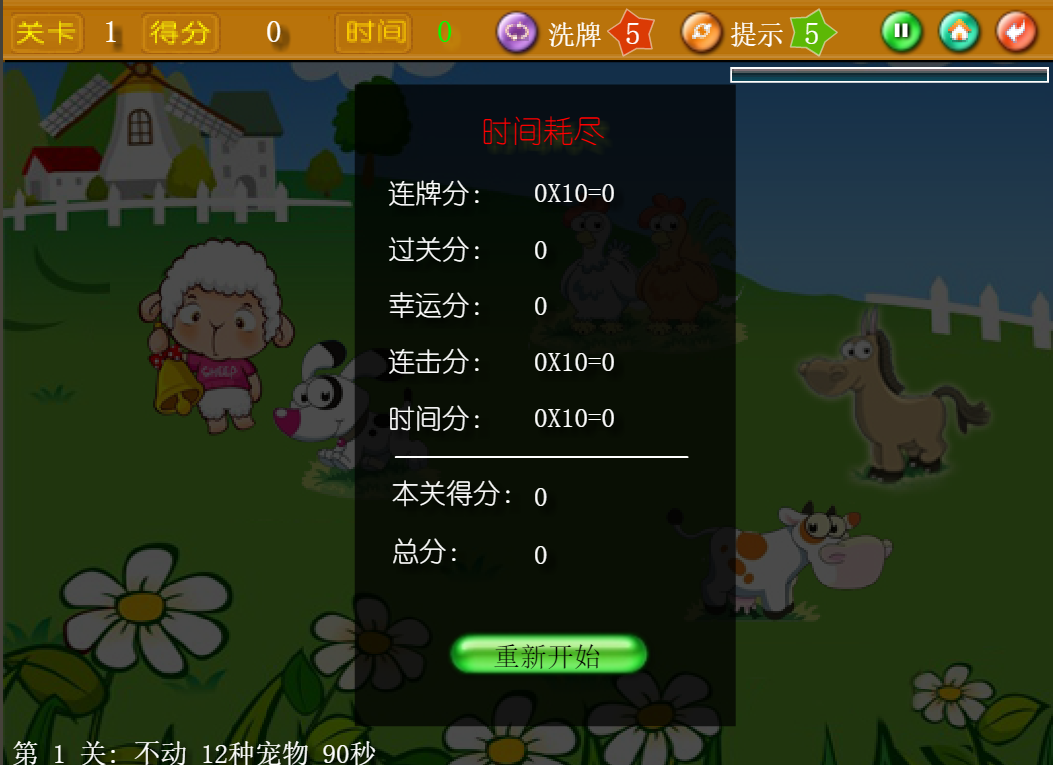 关卡 1 得分 0 时间 0 洗牌 5 提示 5
时间耗尽
连牌分: 0X10=0
过关分: 0
幸运分: 0
连击分: 0X10=0
时间分: 0X10=0
本关得分: 0
总分: 0
SHEEP
重新开始
第 1 关: 不动 12种宠物 90秒